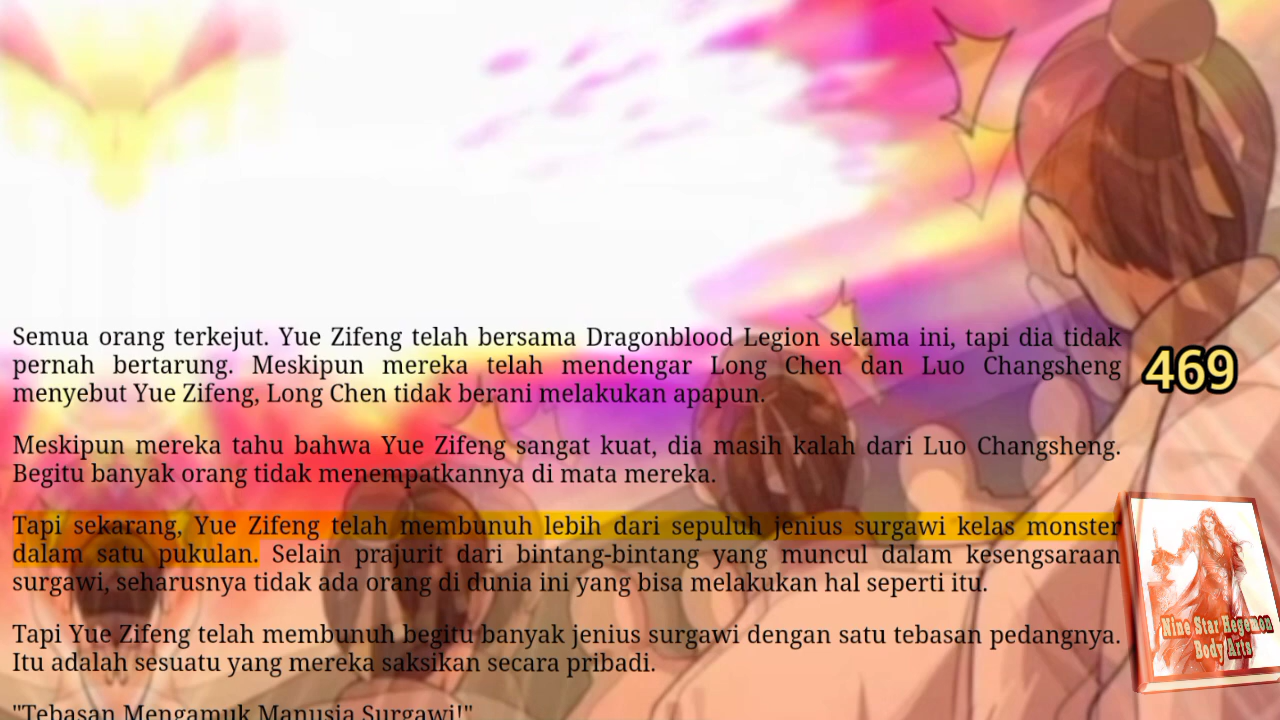 Semua orang terkejut. Yue Zifeng telah bersama Dragonblood Legion selama ini, tapi dia tidak
pernah bertarung. Meskipun mereka telah mendengar Long Chen dan Luo Changsheng
menyebut Yue Zifeng, Long Chen tidak berani melakukan apapun.
469
Meskipun mereka tahu bahwa Yue Zifeng sangat kuat, dia masih kalah dari Luo Changsheng.
Begitu banyak orang tidak menempatkannya di mata mereka.
Tapi sekarang, Yue Zifeng telah membunuh lebih dari sepuluh jenius surgawi kelas monster
dalam satu pukulan. Selain prajurit dari bintang-bintang yang muncul dalam kesengsaraan
surgawi, seharusnya tidak ada orang di dunia ini yang bisa melakukan hal seperti itu.
Nine Star Hegemon
Body Arts
Tapi Yue Zifeng telah membunuh begitu banyak jenius surgawi dengan satu tebasan pedangnya.
Itu adalah sesuatu yang mereka saksikan secara pribadi.
"Tebasan Mengamuk Manusia Surgawi!"